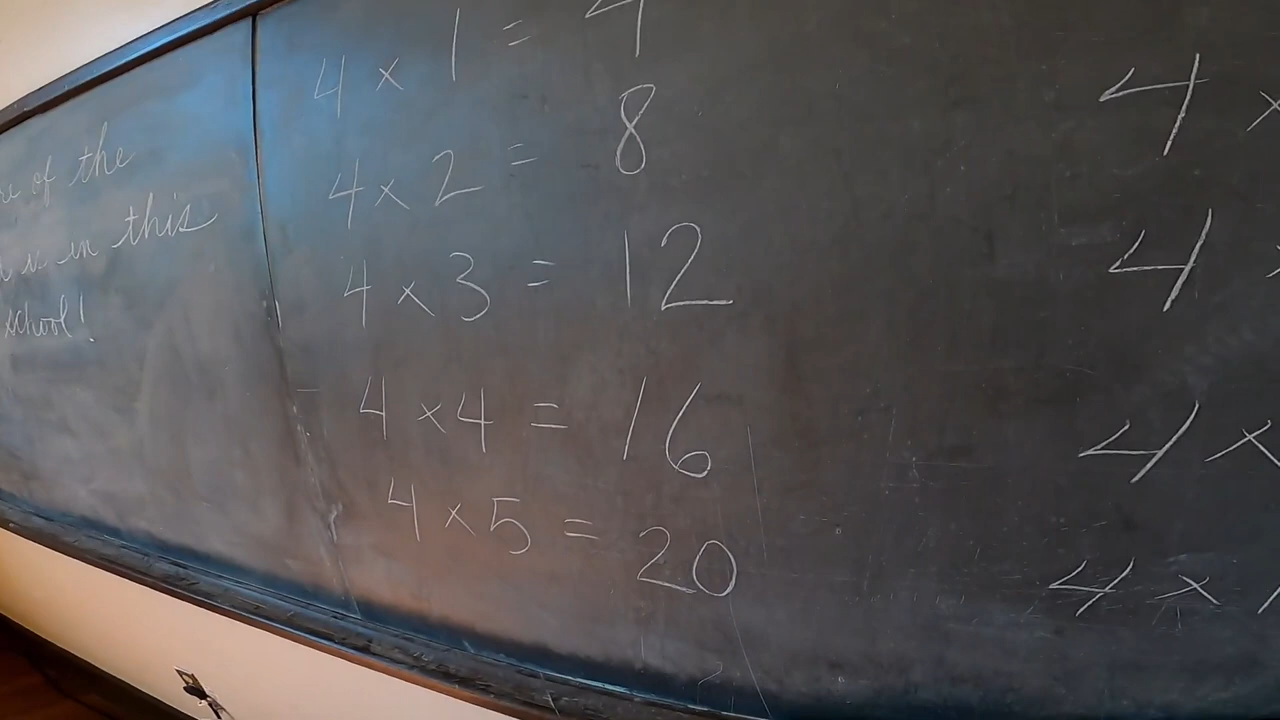 of the
in this
school!
4 x 1 = 4
4 x 2 = 8
4 x 3 = 12
4 x 4 = 16
4 x 5 = 20
4 x
4
4 x
4 x